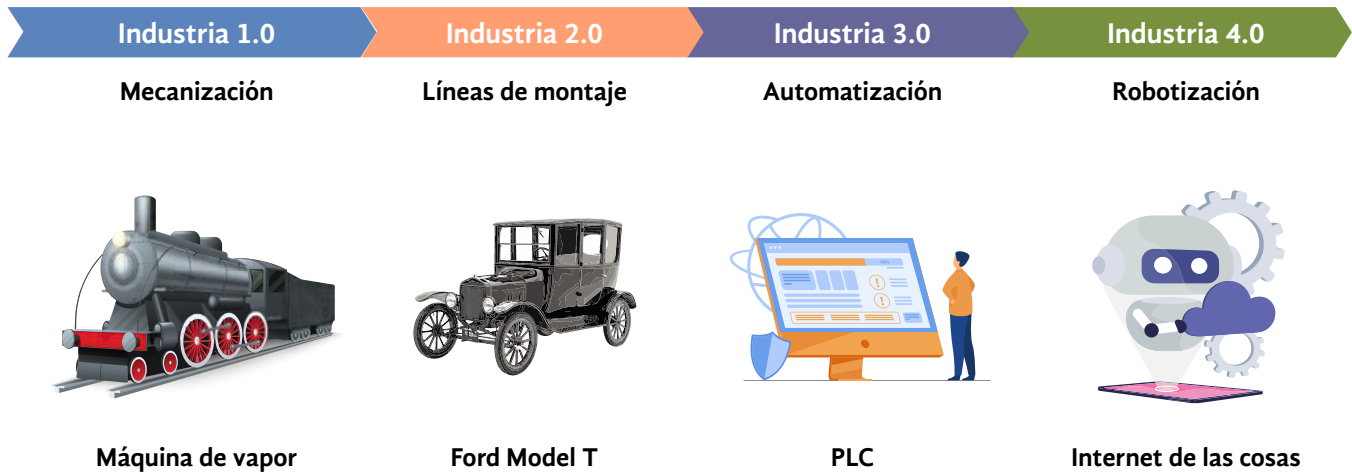 Industria 1.0
Industria 2.0
Industria 3.0
Industria 4.0
Mecanización
Líneas de montaje
Automatización
Robotización
Máquina de vapor
Ford Model T
PLC
Internet de las cosas